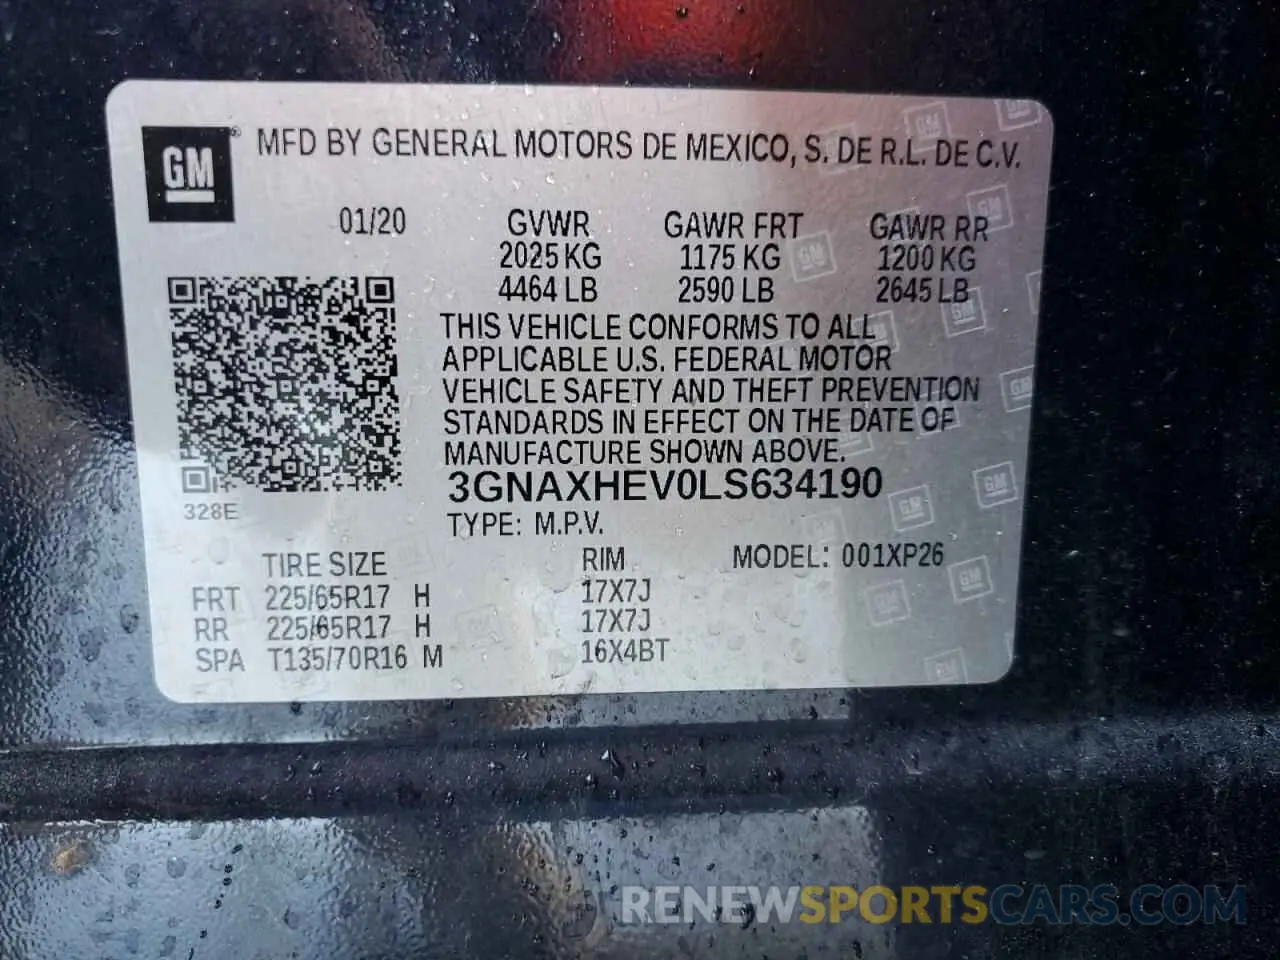 GM® MFD BY GENERAL MOTORS DE MEXICO, S. DE R.L. DE C.V.
01/20 GVWR GAWR FRT GAWR RR
2025 KG 1175 KG 1200 KG
4464 LB 2590 LB 2645 LB
THIS VEHICLE CONFORMS TO ALL
APPLICABLE U.S. FEDERAL MOTOR
VEHICLE SAFETY AND THEFT PREVENTION
STANDARDS IN EFFECT ON THE DATE OF
MANUFACTURE SHOWN ABOVE.
3GNAXHEV0LS634190
328E
TYPE: M.P.V.
TIRE SIZE RIM MODEL: 001XP26
FRT 225/65R17 H 17X7J
RR 225/65R17 H 17X7J
SPA T135/70R16 M 16X4BT
RENEWSPORTSCARS.COM